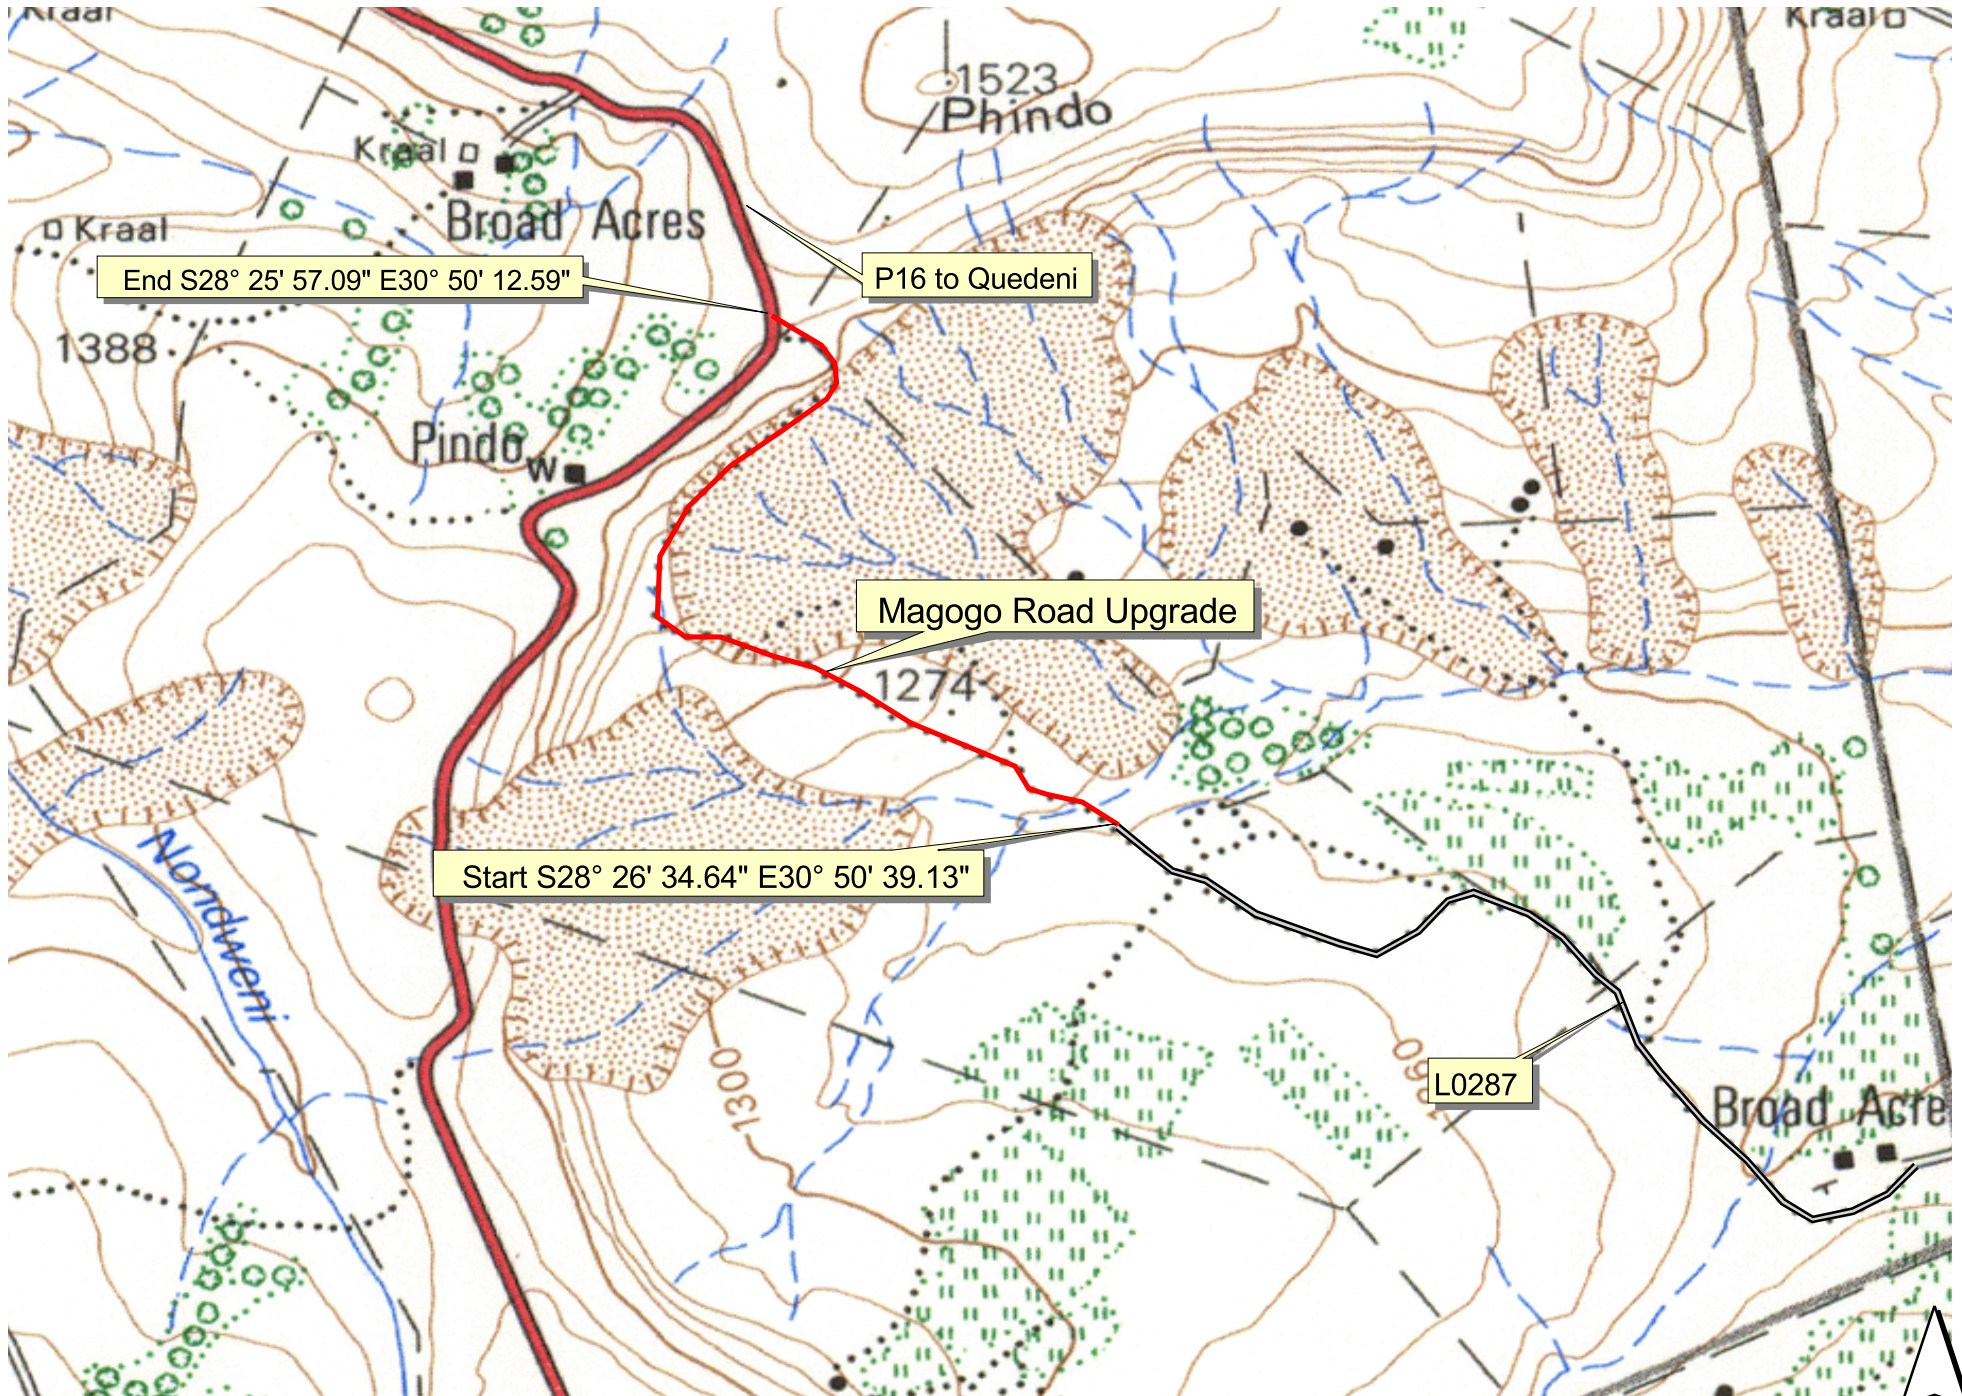 Kraal
Kraal
1523
Phindo
Kraal
Broad Acres
Kraal
End S28° 25' 57.09" E30° 50' 12.59"
P16 to Quedeni
1388
Pindo
W
Magogo Road Upgrade
1274
Start S28° 26' 34.64" E30° 50' 39.13"
Nondweni
1300
L0287
Broad Acre